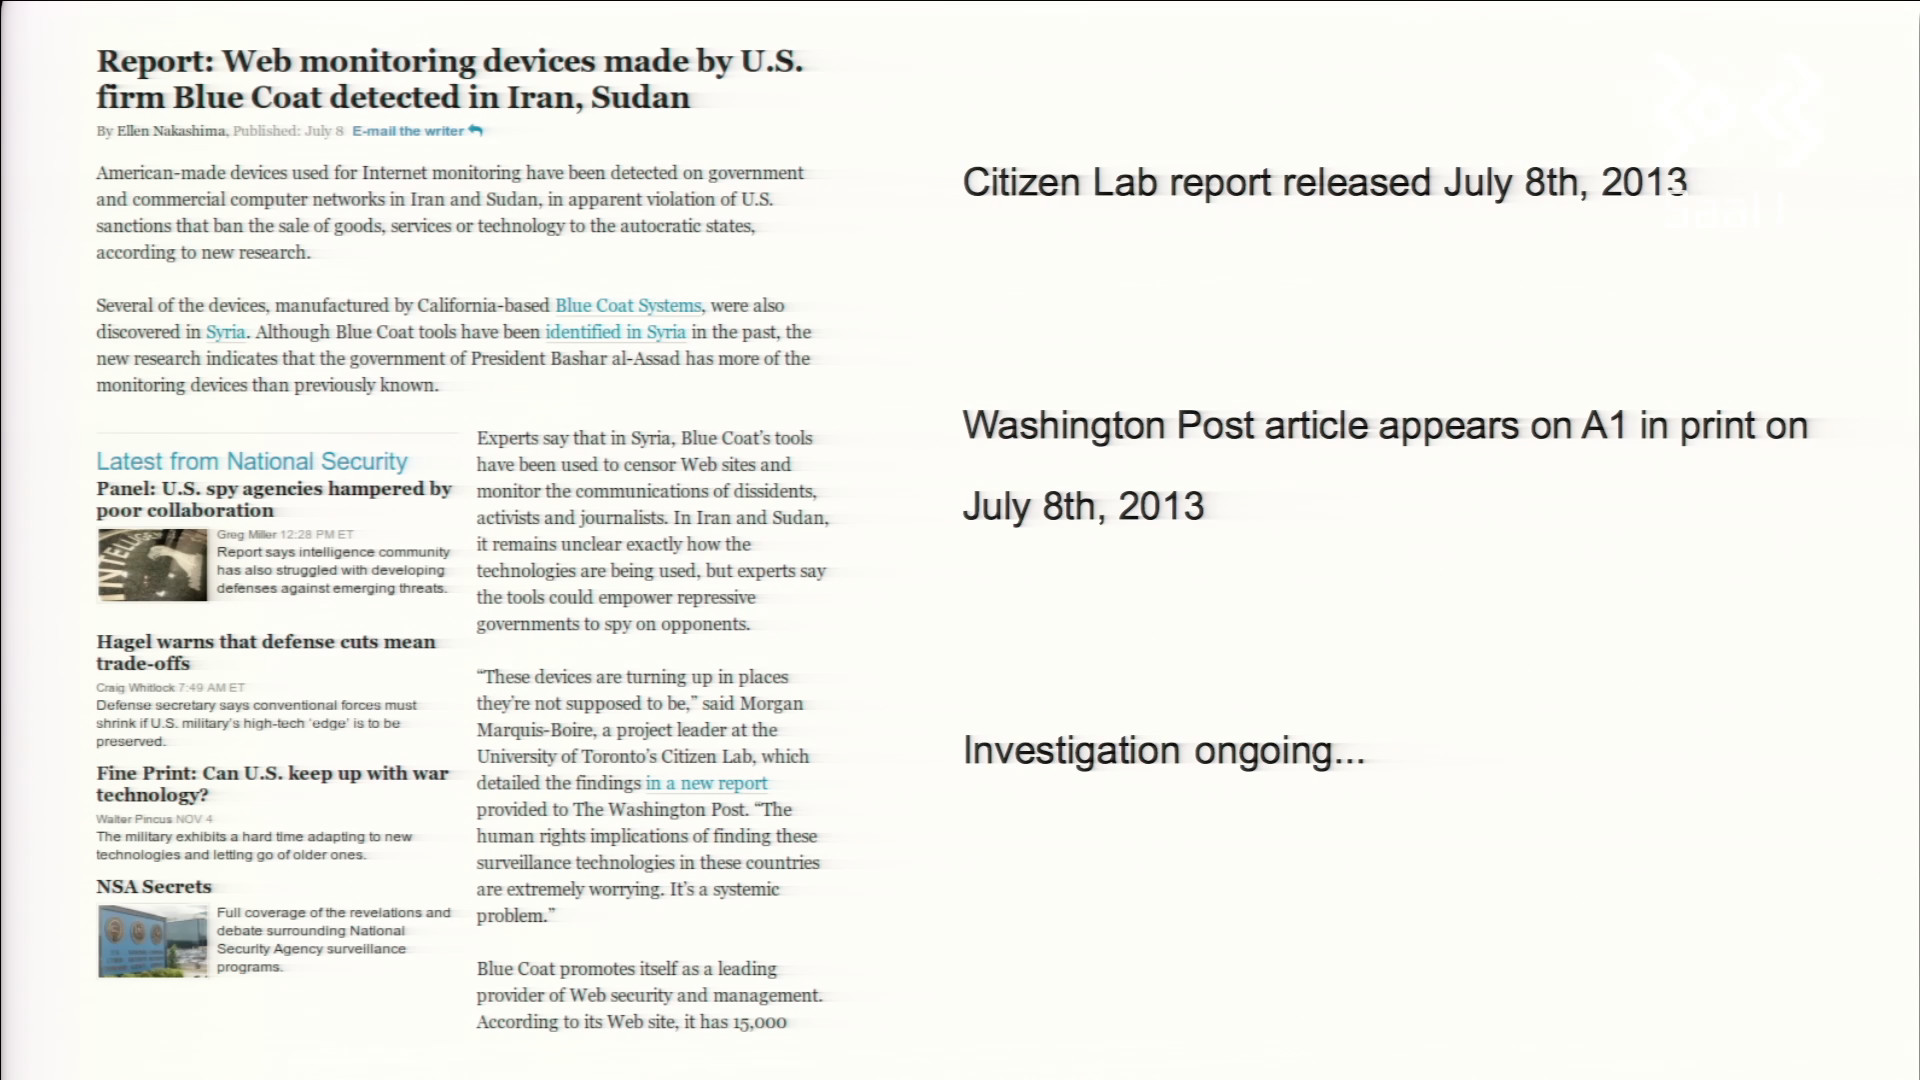 Report: Web monitoring devices made by U.S.
firm Blue Coat detected in Iran, Sudan
By Ellen Nakashima, Published: July 8 E-mail the writer
American-made devices used for Internet monitoring have been detected on government
and commercial computer networks in Iran and Sudan, in apparent violation of U.S.
sanctions that ban the sale of goods, services or technology to the autocratic states,
according to new research.
Several of the devices, manufactured by California-based Blue Coat Systems, were also
discovered in Syria. Although Blue Coat tools have been identified in Syria in the past, the
new research indicates that the government of President Bashar al-Assad has more of the
monitoring devices than previously known.
Latest from National Security
Panel: U.S. spy agencies hampered by
poor collaboration
Greg Miller 12:28 PM ET
Report says intelligence community
has also struggled with developing
defenses against emerging threats.
Hagel warns that defense cuts mean
trade-offs
Craig Whitlock 7:49 AM ET
Defense secretary says conventional forces must
shrink if U.S. military's high-tech 'edge' is to be
preserved.
Fine Print: Can U.S. keep up with war
technology?
Walter Pincus NOV 4
The military exhibits a hard time adapting to new
technologies and letting go of older ones.
NSA Secrets
Full coverage of the revelations and
debate surrounding National
Security Agency surveillance
programs.
Experts say that in Syria, Blue Coat's tools
have been used to censor Web sites and
monitor the communications of dissidents,
activists and journalists. In Iran and Sudan,
it remains unclear exactly how the
technologies are being used, but experts say
the tools could empower repressive
governments to spy on opponents.
“These devices are turning up in places
they're not supposed to be,” said Morgan
Marquis-Boire, a project leader at the
University of Toronto's Citizen Lab, which
detailed the findings in a new report
provided to The Washington Post. “The
human rights implications of finding these
surveillance technologies in these countries
are extremely worrying. It's a systemic
problem.”
Blue Coat promotes itself as a leading
provider of Web security and management.
According to its Web site, it has 15,000
Citizen Lab report released July 8th, 2013
Washington Post article appears on A1 in print on
July 8th, 2013
Investigation ongoing...